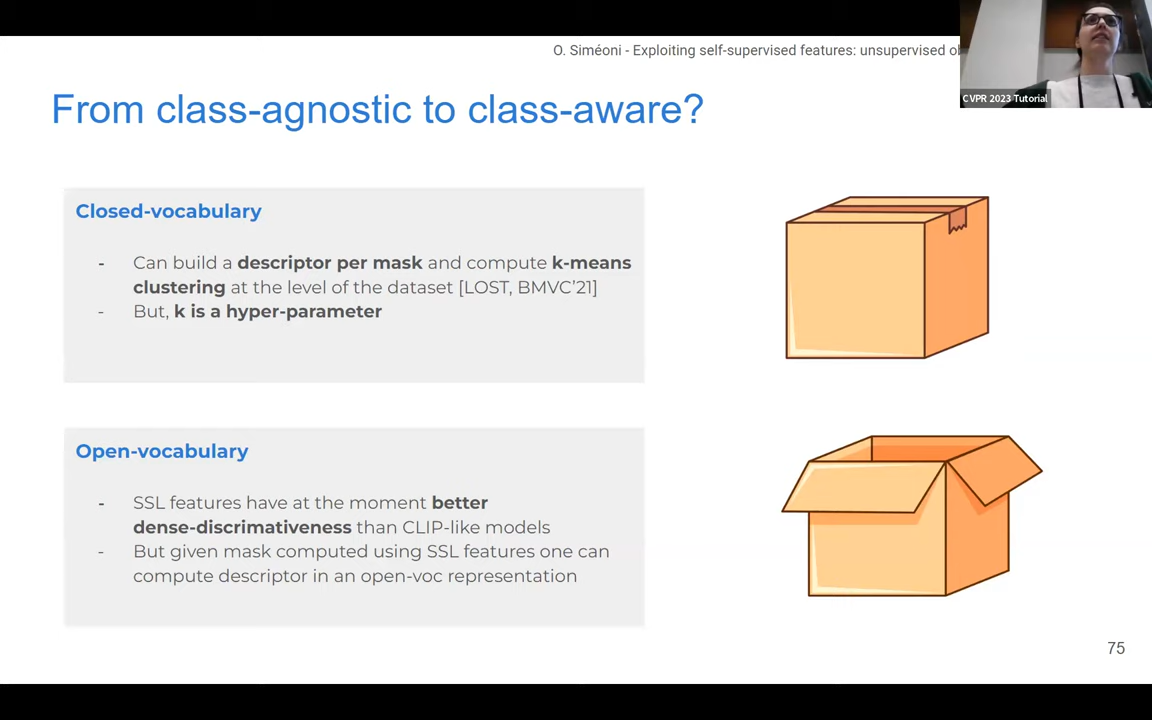 O. Siméoni - Exploiting self-supervised features: unsupervised
CVPR 2023 Tutorial
From class-agnostic to class-aware?
Closed-vocabulary
- Can build a descriptor per mask and compute k-means
clustering at the level of the dataset [LOST, BMVC'21]
- But, k is a hyper-parameter
Open-vocabulary
- SSL features have at the moment better
dense-discrimativeness than CLIP-like models
- But given mask computed using SSL features one can
compute descriptor in an open-voc representation
75